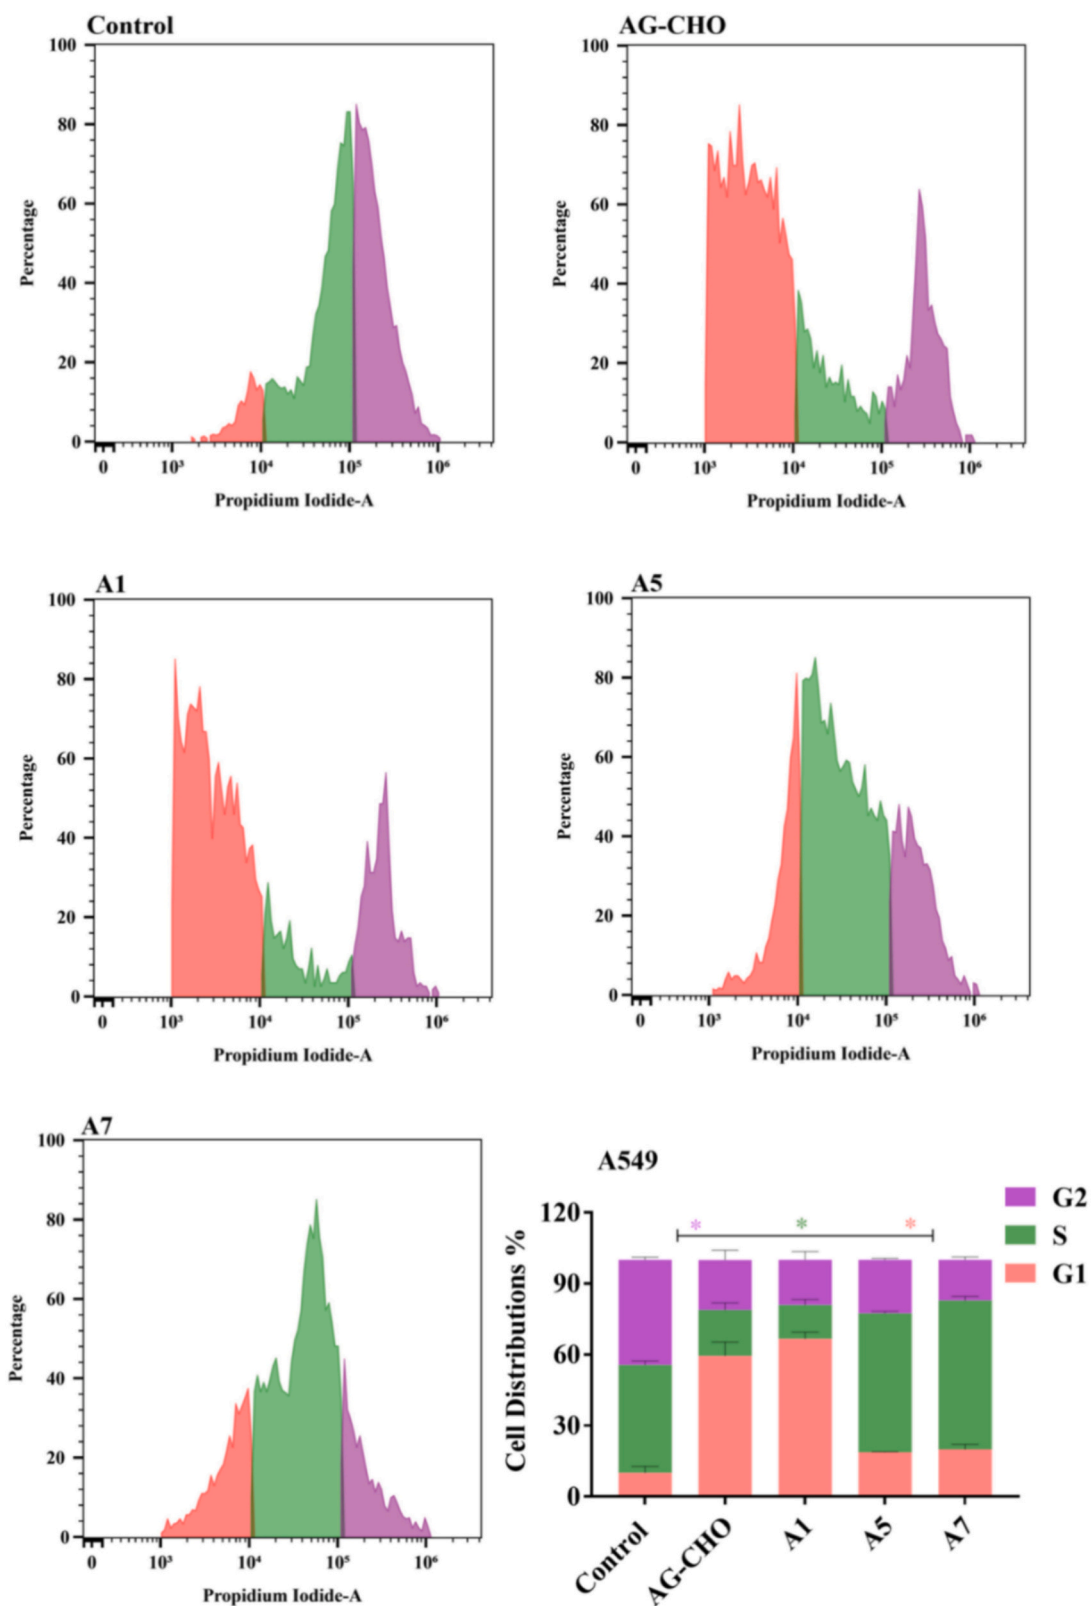 Control
100
80
60
40
20
0
Percentage
0 10³ 10⁴ 10⁵ 10⁶
Propidium Iodide-A
AG-CHO
100
80
60
40
20
0
Percentage
0 10³ 10⁴ 10⁵ 10⁶
Propidium Iodide-A
A1
100
80
60
40
20
0
Percentage
0 10³ 10⁴ 10⁵ 10⁶
Propidium Iodide-A
A5
100
80
60
40
20
0
Percentage
0 10³ 10⁴ 10⁵ 10⁶
Propidium Iodide-A
A7
100
80
60
40
20
0
Percentage
0 10³ 10⁴ 10⁵ 10⁶
Propidium Iodide-A
A549
120
90
60
30
0
Cell Distributions %
* * *
G2
S
G1
Control
AG-CHO
A1
A5
A7